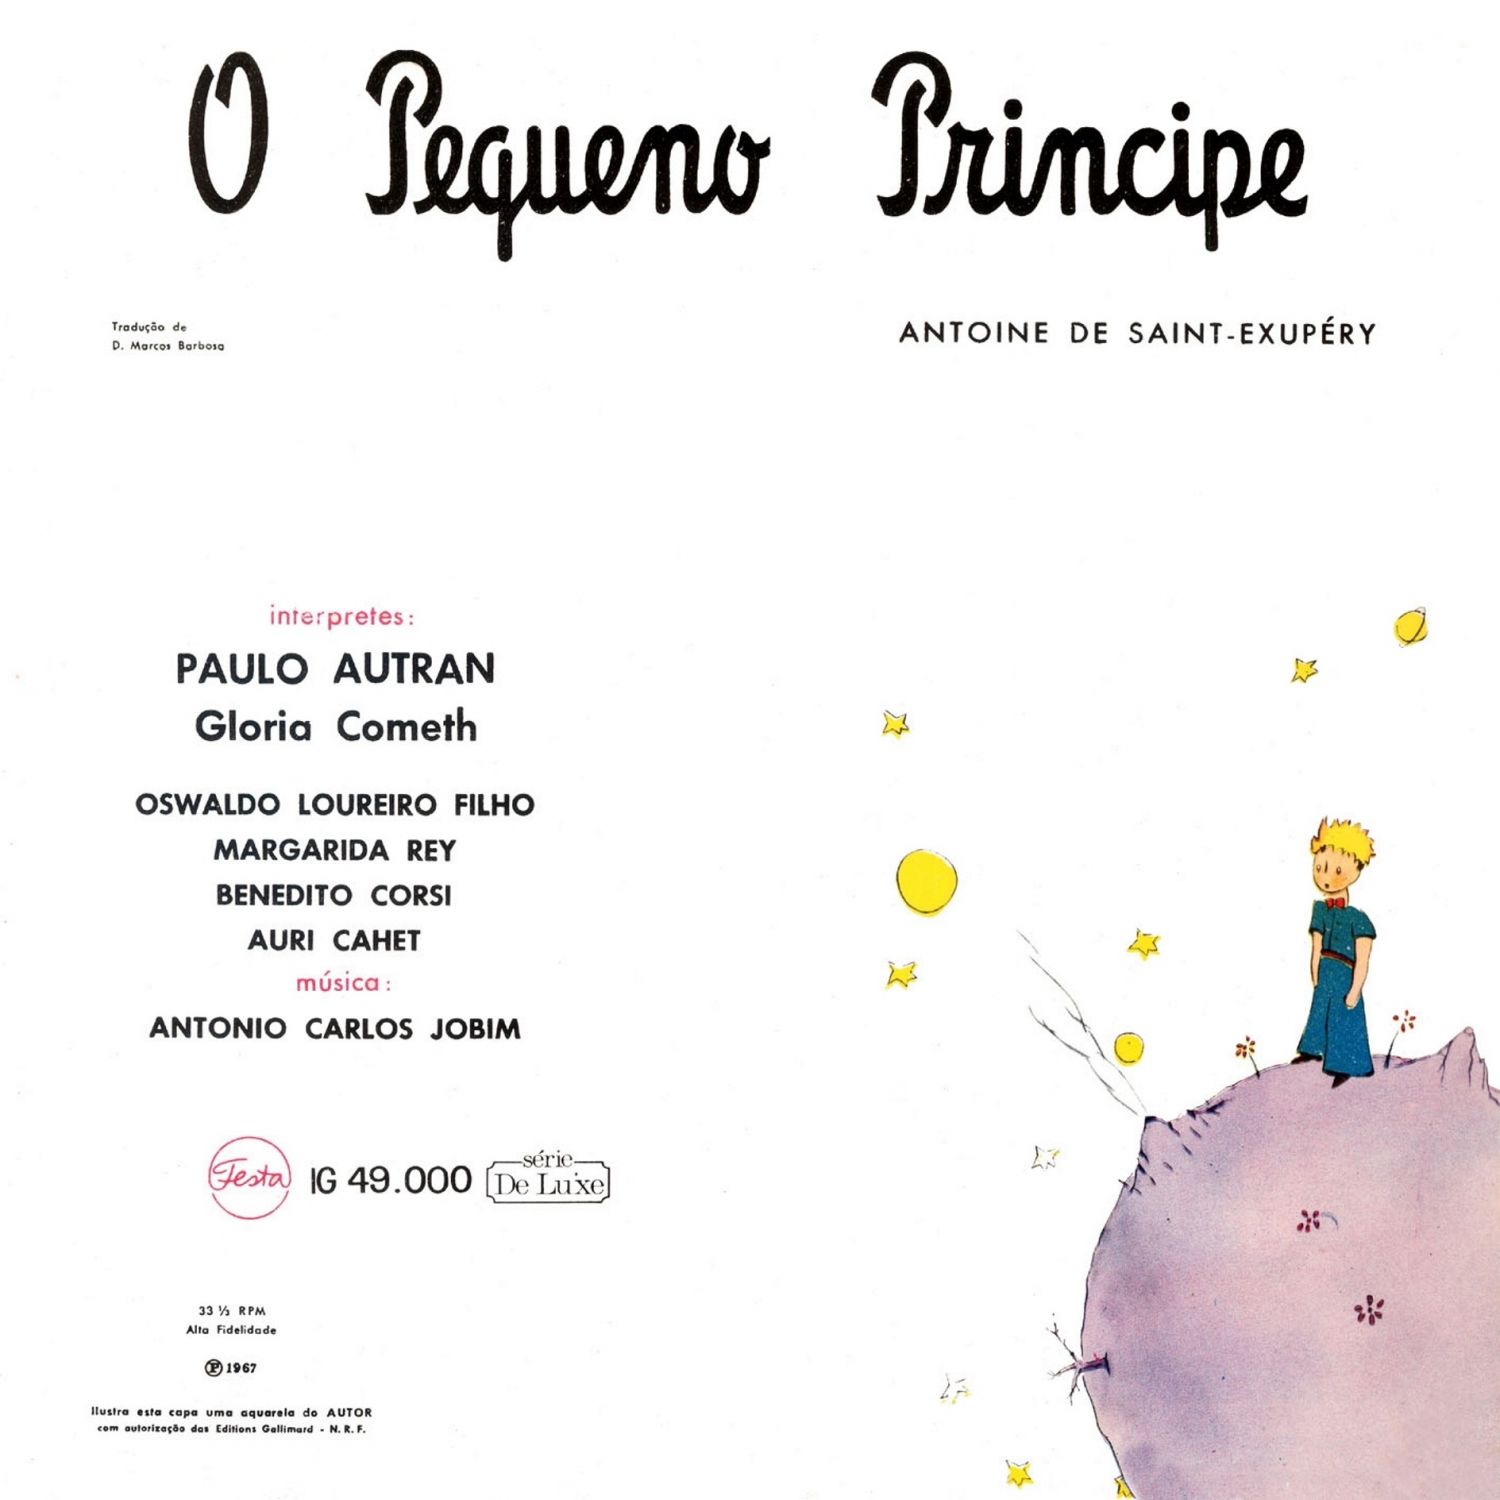 O Pequeno Principe
Tradução de
D. Marcos Barbosa
ANTOINE DE SAINT-EXUPÉRY
interpretes:
PAULO AUTRAN
Gloria Cometh
OSWALDO LOUREIRO FILHO
MARGARIDA REY
BENEDITO CORSI
AURI CAHET
música:
ANTONIO CARLOS JOBIM
Festa IG 49.000 série De Luxe
33 ⅓ RPM
Alta Fidelidade
Ⓟ 1967
Ilustra esta capa uma aquarela do AUTOR
com autorização das Editions Gallimard - N. R. F.